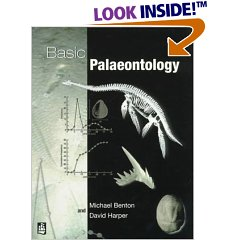 LOOK INSIDE!™
Basic
Palaeontology
Michael Benton
and David Harper